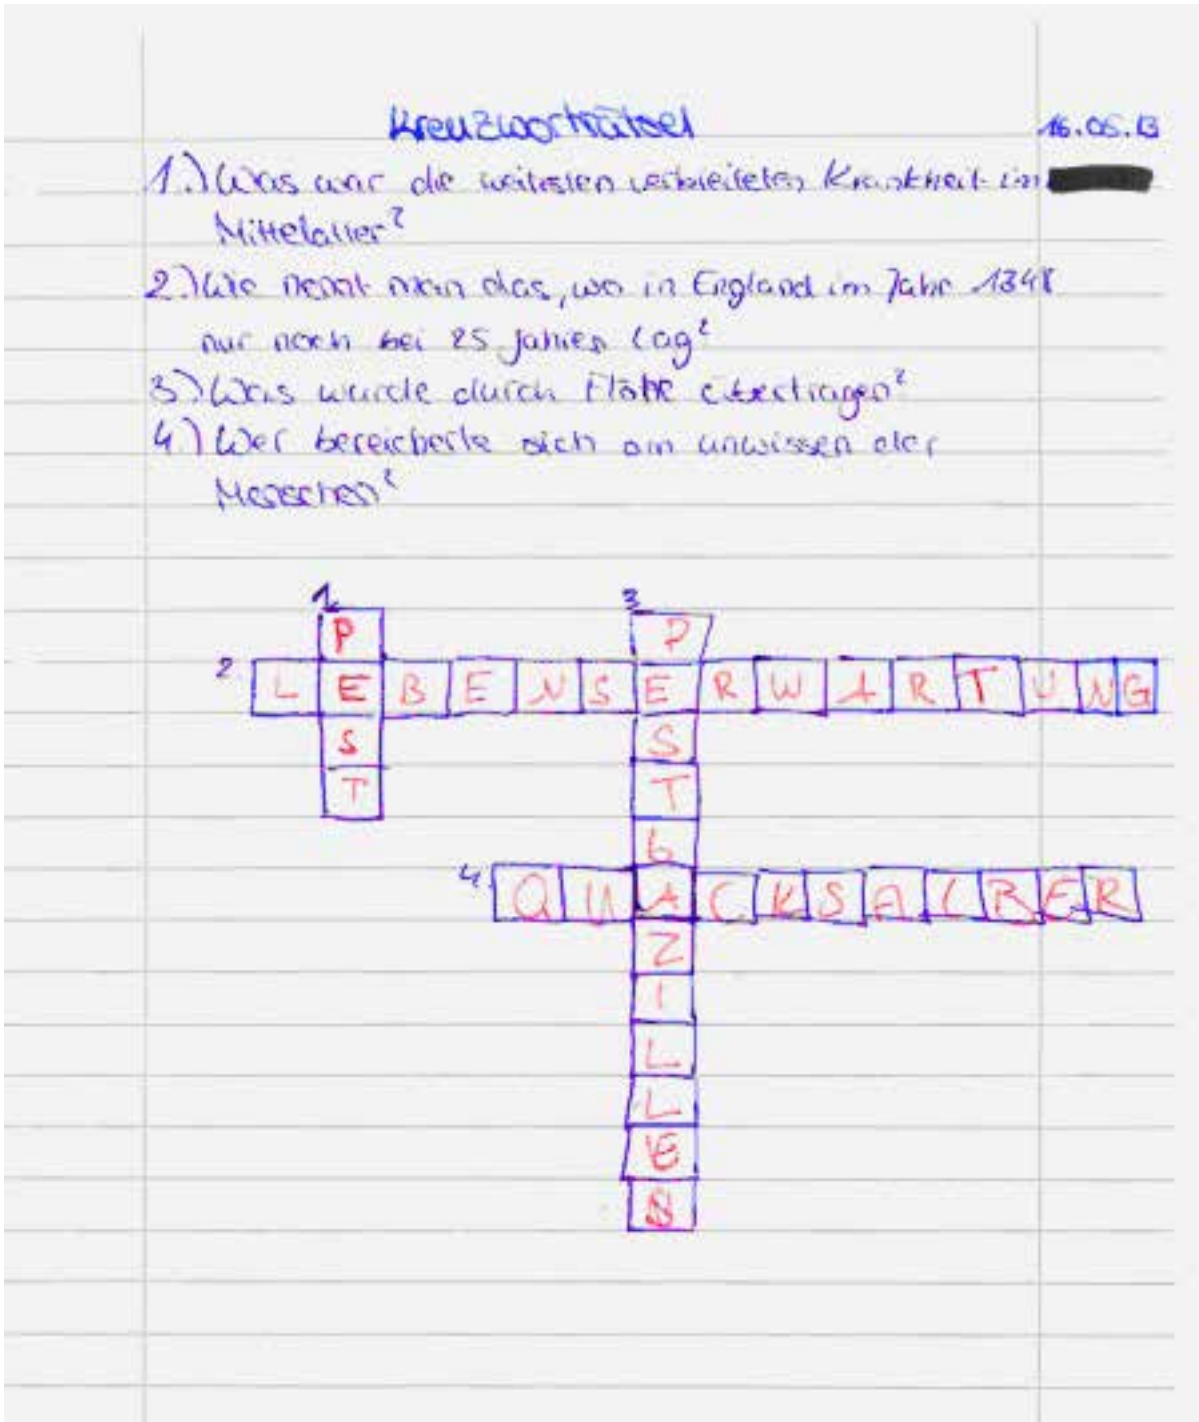 Kreuzworträtsel
16.05.13
1.) Was war die weitesten verbreiteten Krankheit im
Mittelalter?
2.) Wie nennt man das, wo in England im Jahr 1348
nur noch bei 25 Jahren lag?
3.) Was wurde durch Flöhe übertragen?
4.) Wer bereicherte sich am unwissen der
Menschen?
1. 3
P P
2. LEBENSERWARTUNG
S S
T T
b
4. QUACKSALBER
Z
I
L
L
E